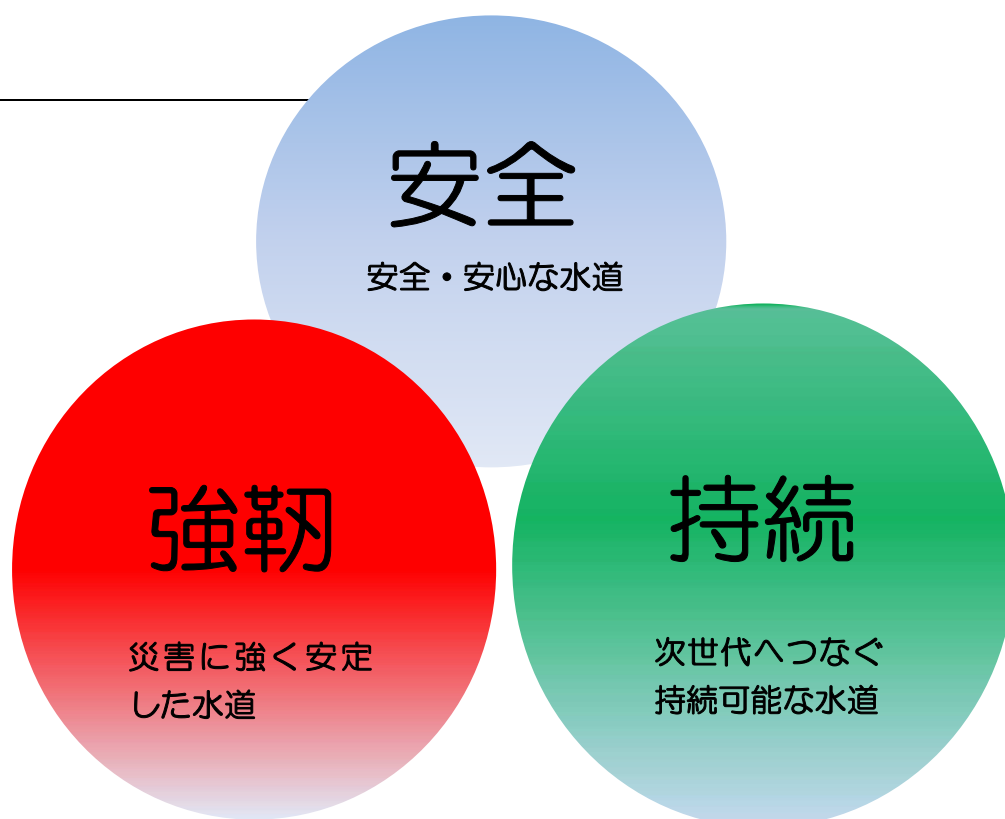 安全
安全・安心な水道
強靭
災害に強く安定
した水道
持続
次世代へつなぐ
持続可能な水道